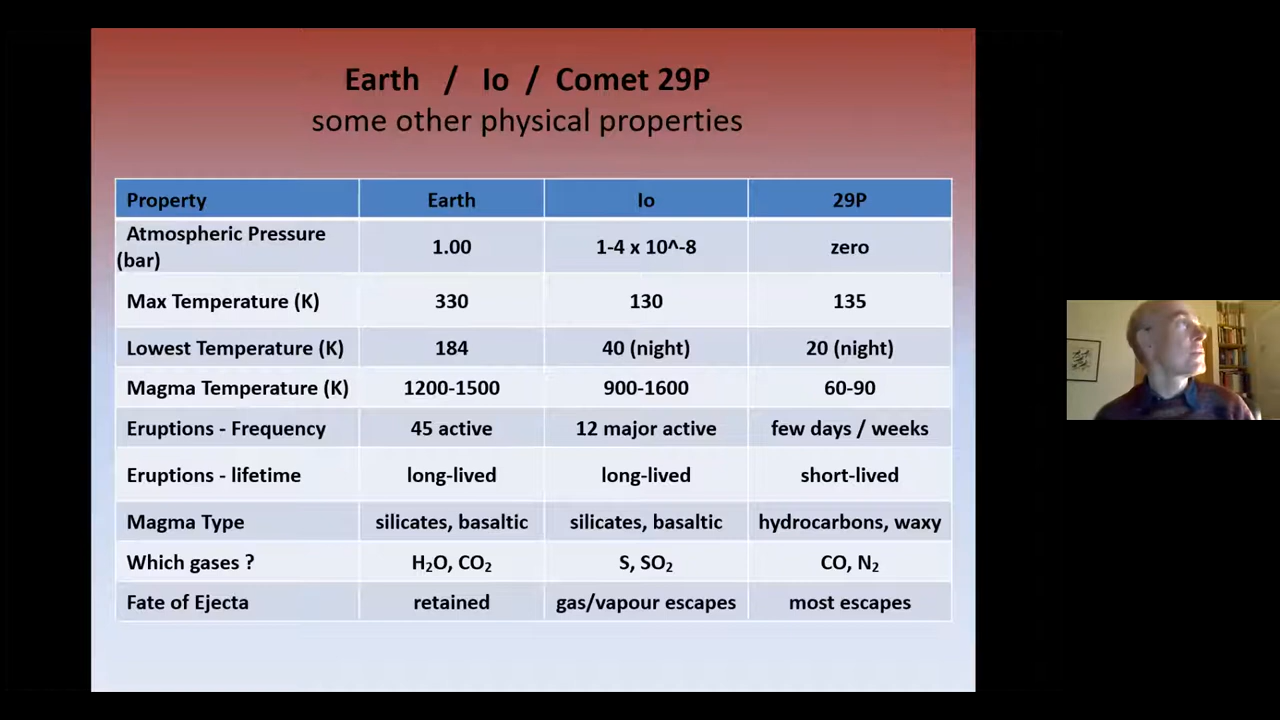 Earth / Io / Comet 29P
some other physical properties
Property Earth Io 29P
Atmospheric Pressure
(bar) 1.00 1-4 x 10^-8 zero
Max Temperature (K) 330 130 135
Lowest Temperature (K) 184 40 (night) 20 (night)
Magma Temperature (K) 1200-1500 900-1600 60-90
Eruptions - Frequency 45 active 12 major active few days / weeks
Eruptions - lifetime long-lived long-lived short-lived
Magma Type silicates, basaltic silicates, basaltic hydrocarbons, waxy
Which gases ? H₂O, CO₂ S, SO₂ CO, N₂
Fate of Ejecta retained gas/vapour escapes most escapes